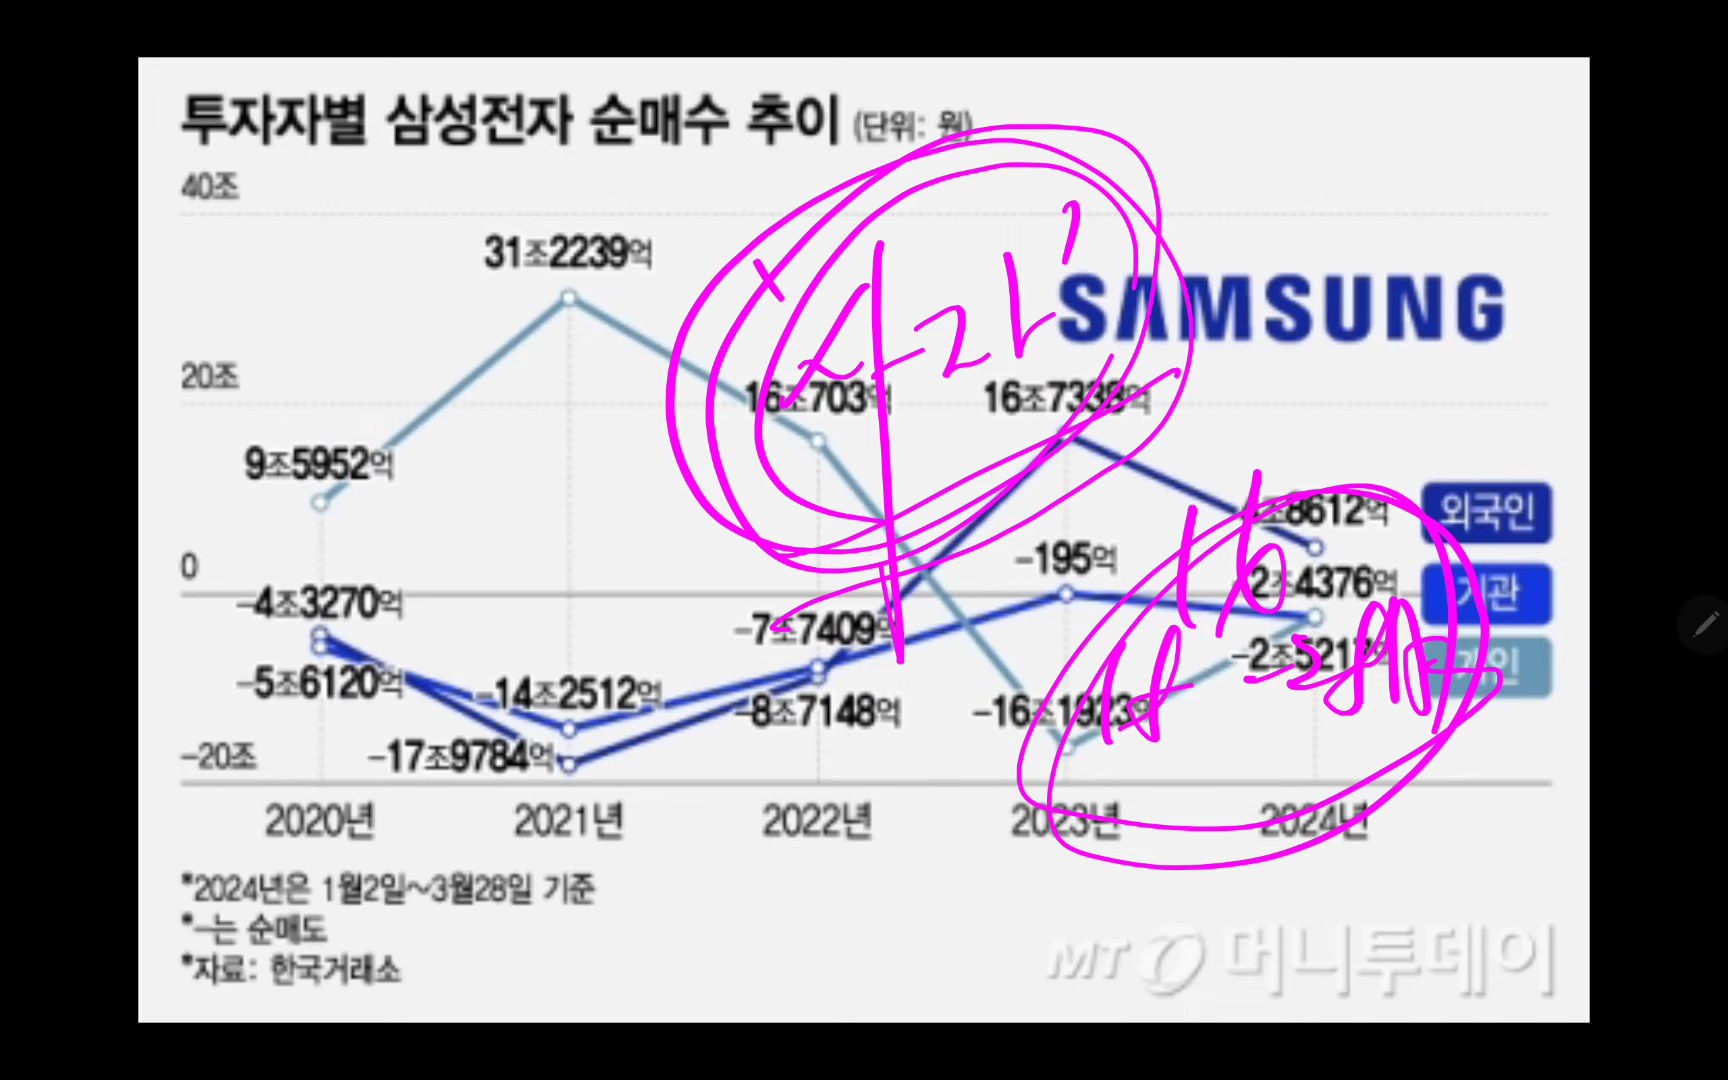 투자자별 삼성전자 순매수 추이 (단위: 원)
40조
31조2239억
SAMSUNG
20조
16조703억
16조7338억
9조5952억
외국인
-195억
0
2조4376억
기관
-4조3270억
-7조7409억
-5조6120억
-14조2512억
-8조7148억
-16조1923억
개인
-20조
-17조9784억
2020년 2021년 2022년 2023년 2024년
*2024년은 1월2일~3월28일 기준
*-는 순매도
*자료: 한국거래소
MT 머니투데이